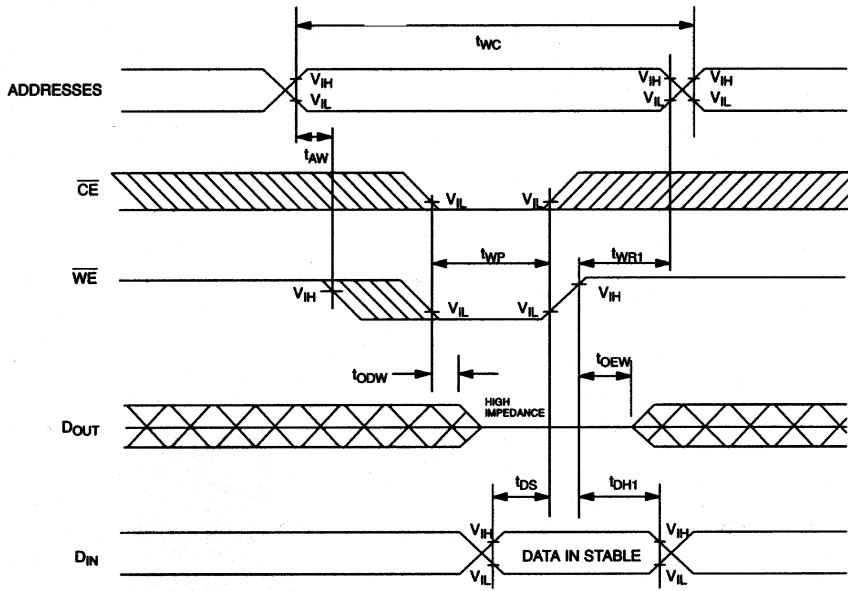 tWC
ADDRESSES
VIH
VIL
VIH
VIL
VIH
VIL
tAW
CE
VIL
VIL
tWP
tWR1
WE
VIH
VIL
VIL
VIH
tODW
tOEW
DOUT
HIGH
IMPEDANCE
tDS
tDH1
DIN
VIH
VIL
DATA IN STABLE
VIH
VIL